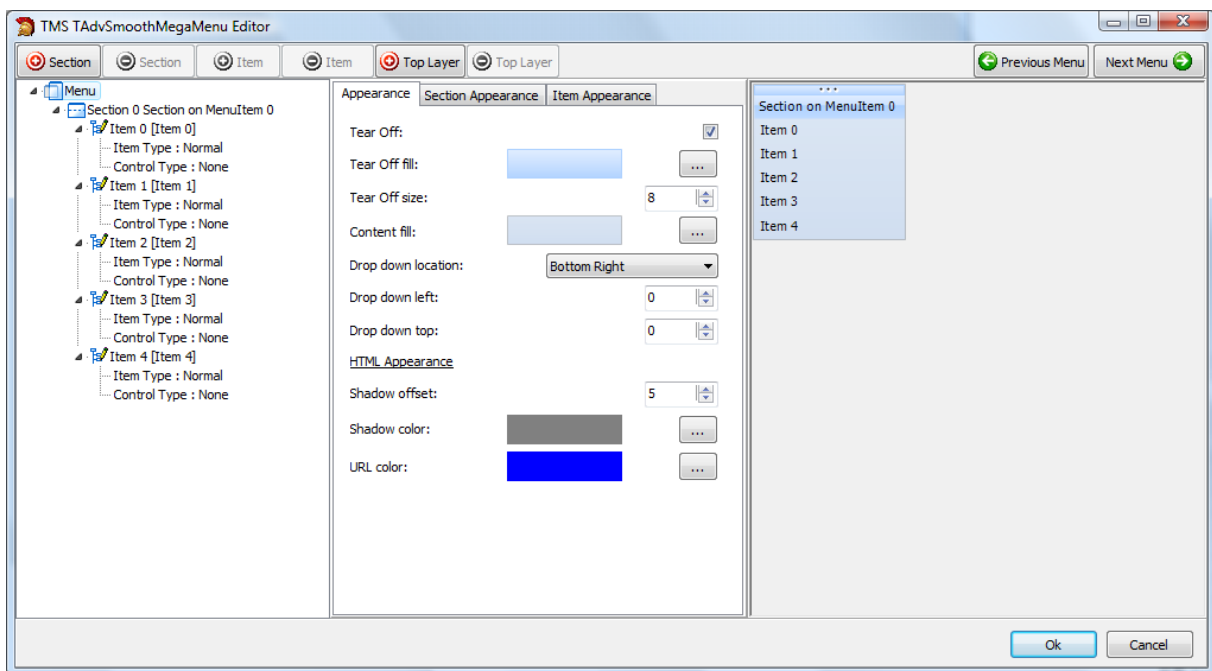 TMS TAdvSmoothMegaMenu Editor
Section Section Item Item Top Layer Top Layer Previous Menu Next Menu
Menu
Section 0 Section on MenuItem 0
Item 0 [Item 0]
Item Type : Normal
Control Type : None
Item 1 [Item 1]
Item Type : Normal
Control Type : None
Item 2 [Item 2]
Item Type : Normal
Control Type : None
Item 3 [Item 3]
Item Type : Normal
Control Type : None
Item 4 [Item 4]
Item Type : Normal
Control Type : None
Appearance Section Appearance Item Appearance
Tear Off:
Tear Off fill: ...
Tear Off size: 8
Content fill: ...
Drop down location: Bottom Right
Drop down left: 0
Drop down top: 0
HTML Appearance
Shadow offset: 5
Shadow color: ...
URL color: ...
Section on MenuItem 0
Item 0
Item 1
Item 2
Item 3
Item 4
Ok Cancel